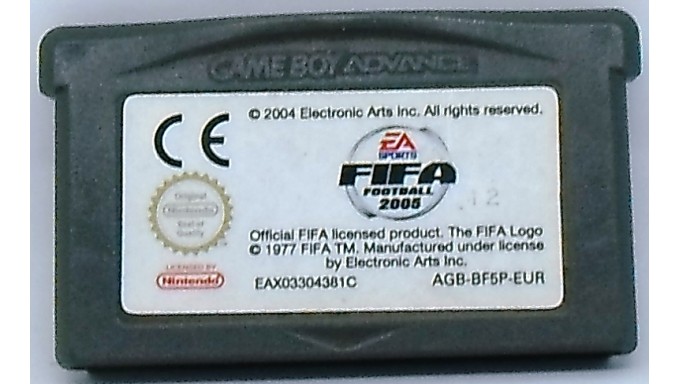 GAME BOY ADVANCE
© 2004 Electronic Arts Inc. All rights reserved.
CE
EA
SPORTS
FIFA
FOOTBALL
2005
12
Original
Nintendo
Seal of
Quality
Official FIFA licensed product. The FIFA Logo
© 1977 FIFA TM. Manufactured under license
by Electronic Arts Inc.
LICENSED BY
Nintendo
EAX03304381C
AGB-BF5P-EUR